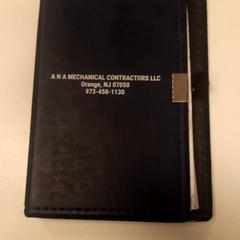 A N A MECHANICAL CONTRACTORS LLC
Orange, NJ 07050
973-458-1130